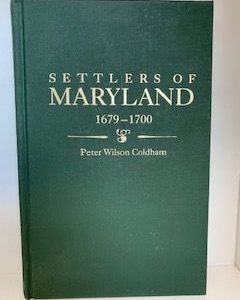 SETTLERS OF
MARYLAND
1679–1700
Peter Wilson Coldham